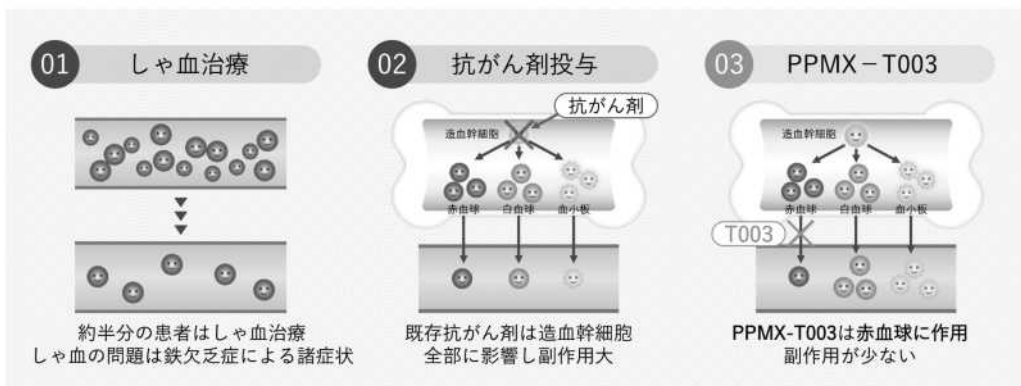 01 しゃ血治療
約半分の患者はしゃ血治療
しゃ血の問題は鉄欠乏症による諸症状
02 抗がん剤投与
抗がん剤
造血幹細胞
赤血球 白血球 血小板
既存抗がん剤は造血幹細胞
全部に影響し副作用大
03 PPMX－T003
造血幹細胞
赤血球 白血球 血小板
T003
PPMX-T003は赤血球に作用
副作用が少ない